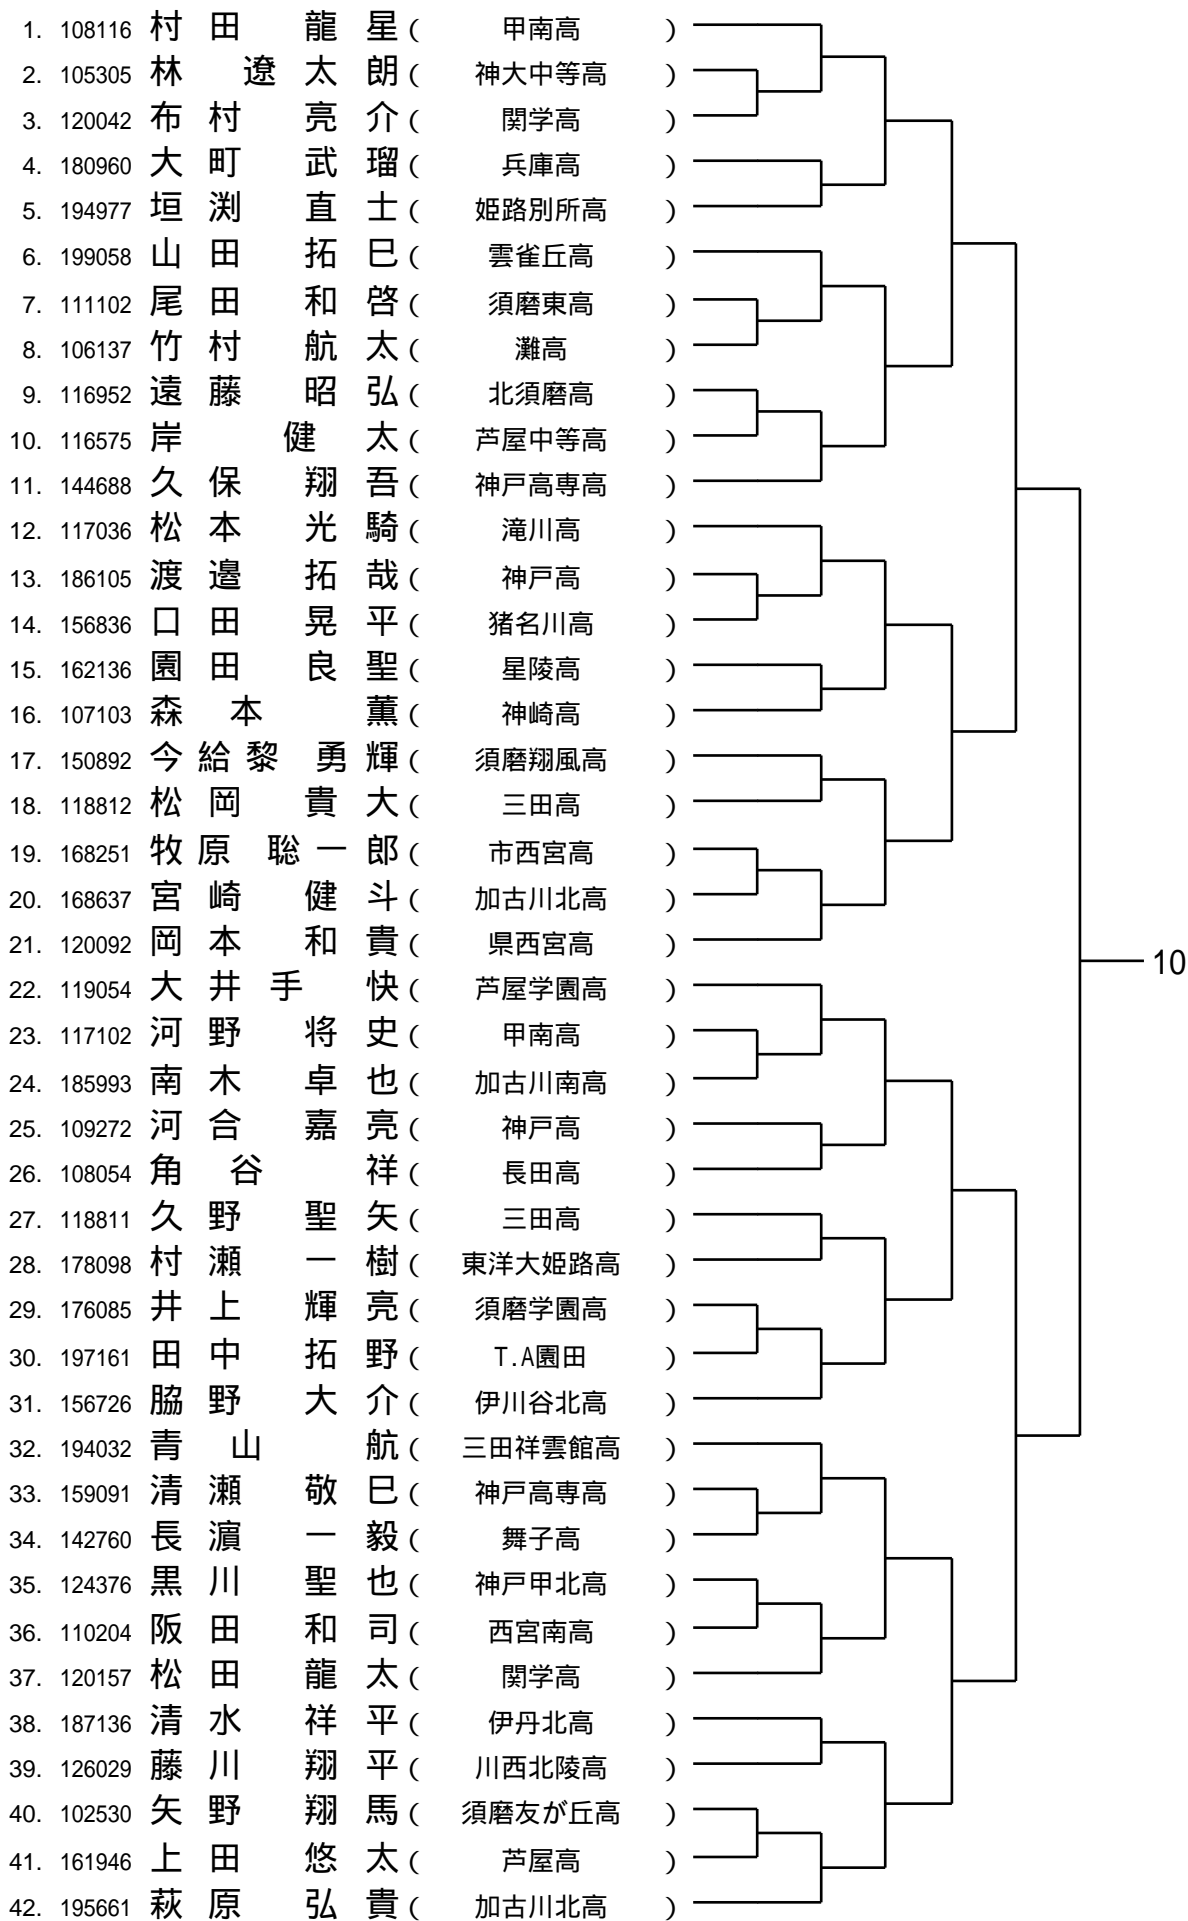 1. 108116 村田 龍星 ( 甲南高 )
2. 105305 林 遼太朗 ( 神大中等高 )
3. 120042 布村 亮介 ( 関学高 )
4. 180960 大町 武瑠 ( 兵庫高 )
5. 194977 垣渕 直士 ( 姫路別所高 )
6. 199058 山田 拓巳 ( 雲雀丘高 )
7. 111102 尾田 和啓 ( 須磨東高 )
8. 106137 竹村 航太 ( 灘高 )
9. 116952 遠藤 昭弘 ( 北須磨高 )
10. 116575 岸 健太 ( 芦屋中等高 )
11. 144688 久保 翔吾 ( 神戸高専高 )
12. 117036 松本 光騎 ( 滝川高 )
13. 186105 渡邉 拓哉 ( 神戸高 )
14. 156836 口田 晃平 ( 猪名川高 )
15. 162136 園田 良聖 ( 星陵高 )
16. 107103 森本 薫 ( 神崎高 )
17. 150892 今給黎 勇輝 ( 須磨翔風高 )
18. 118812 松岡 貴大 ( 三田高 )
19. 168251 牧原 聡一郎 ( 市西宮高 )
20. 168637 宮崎 健斗 ( 加古川北高 )
21. 120092 岡本 和貴 ( 県西宮高 )
10
22. 119054 大井手 快 ( 芦屋学園高 )
23. 117102 河野 将史 ( 甲南高 )
24. 185993 南木 卓也 ( 加古川南高 )
25. 109272 河合 嘉亮 ( 神戸高 )
26. 108054 角谷 祥 ( 長田高 )
27. 118811 久野 聖矢 ( 三田高 )
28. 178098 村瀬 一樹 ( 東洋大姫路高 )
29. 176085 井上 輝亮 ( 須磨学園高 )
30. 197161 田中 拓野 ( T.A園田 )
31. 156726 脇野 大介 ( 伊川谷北高 )
32. 194032 青山 航 ( 三田祥雲館高 )
33. 159091 清瀬 敬巳 ( 神戸高専高 )
34. 142760 長濵 一毅 ( 舞子高 )
35. 124376 黒川 聖也 ( 神戸甲北高 )
36. 110204 阪田 和司 ( 西宮南高 )
37. 120157 松田 龍太 ( 関学高 )
38. 187136 清水 祥平 ( 伊丹北高 )
39. 126029 藤川 翔平 ( 川西北陵高 )
40. 102530 矢野 翔馬 ( 須磨友が丘高 )
41. 161946 上田 悠太 ( 芦屋高 )
42. 195661 萩原 弘貴 ( 加古川北高 )